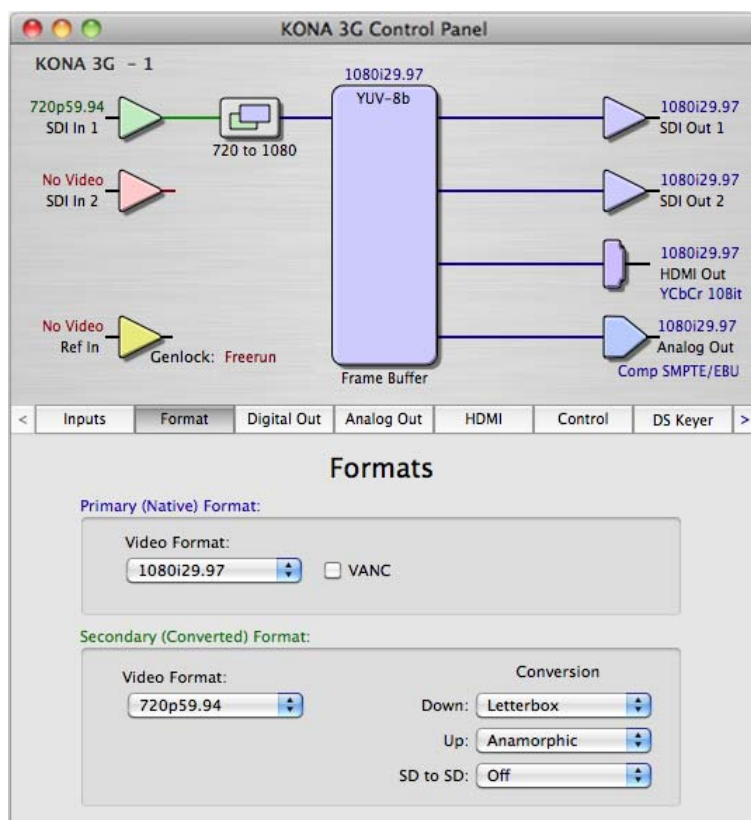 KONA 3G Control Panel
KONA 3G - 1
1080i29.97
YUV-8b
720p59.94
SDI In 1
720 to 1080
1080i29.97
SDI Out 1
No Video
SDI In 2
1080i29.97
SDI Out 2
1080i29.97
HDMI Out
YCbCr 10Bit
No Video
Ref In
Genlock: Freerun
1080i29.97
Analog Out
Comp SMPTE/EBU
Frame Buffer
< Inputs Format Digital Out Analog Out HDMI Control DS Keyer >
Formats
Primary (Native) Format:
Video Format:
1080i29.97 VANC
Secondary (Converted) Format:
Video Format:
720p59.94
Conversion
Down: Letterbox
Up: Anamorphic
SD to SD: Off